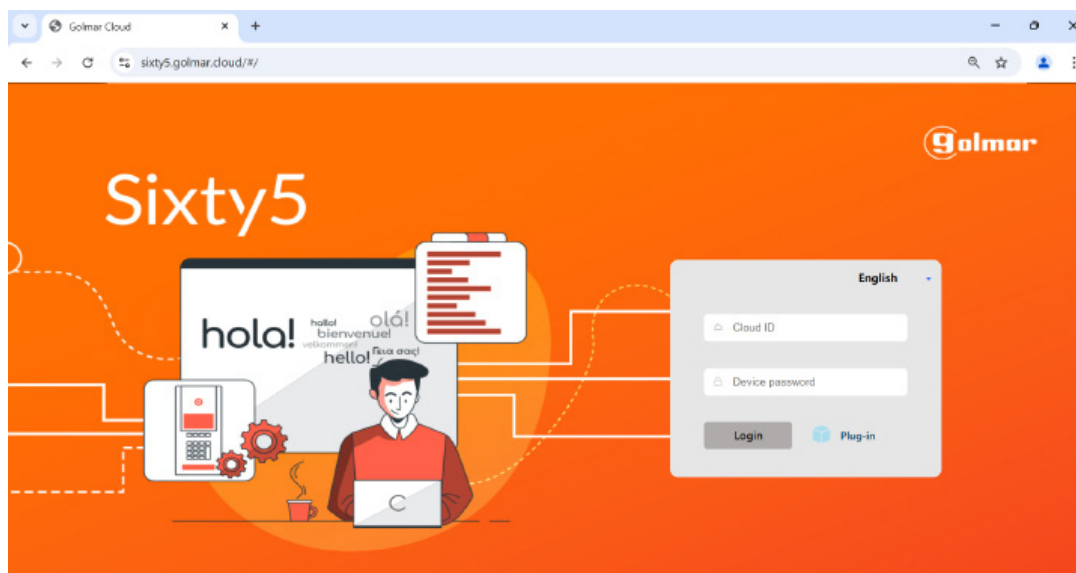 Golmar Cloud
sixty5.golmar.cloud/#/
golmar
Sixty5
English
hola!
hallo!
olá!
bienvenue!
velkommen!
hello!
Γεια σας!
Cloud ID
Device password
Login
Plug-in